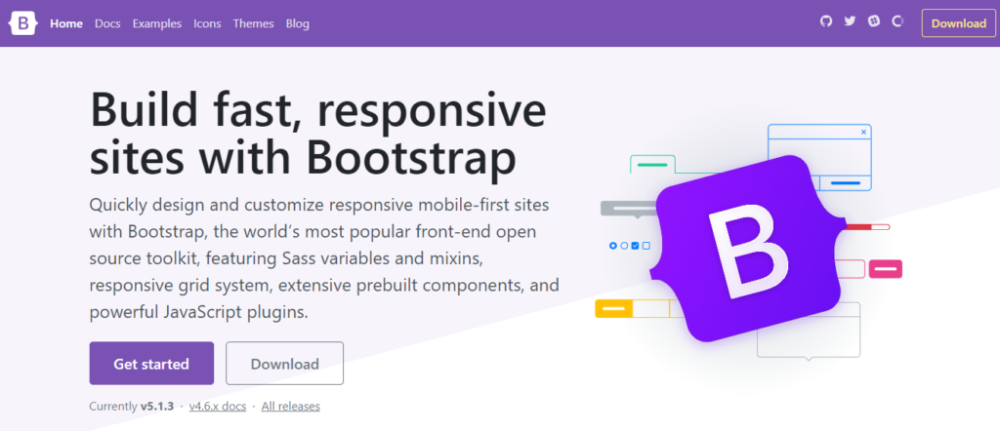 B Home Docs Examples Icons Themes Blog Download
Build fast, responsive
sites with Bootstrap
Quickly design and customize responsive mobile-first sites
with Bootstrap, the world's most popular front-end open
source toolkit, featuring Sass variables and mixins,
responsive grid system, extensive prebuilt components, and
powerful JavaScript plugins.
B
Get started Download
Currently v5.1.3 · v4.6.x docs · All releases